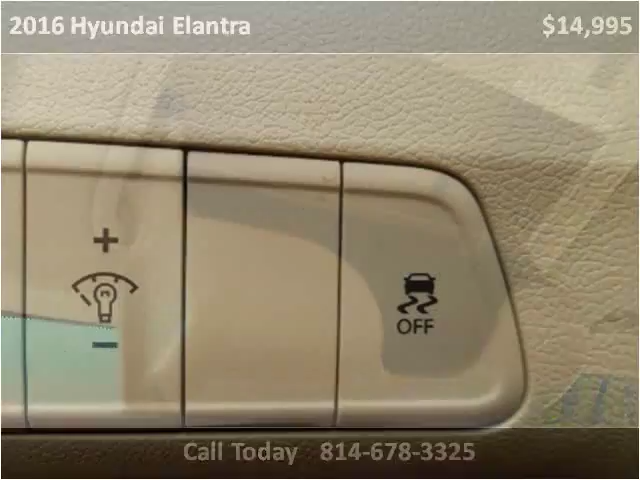 2016 Hyundai Elantra $14,995
+
-
OFF
Call Today 814-678-3325